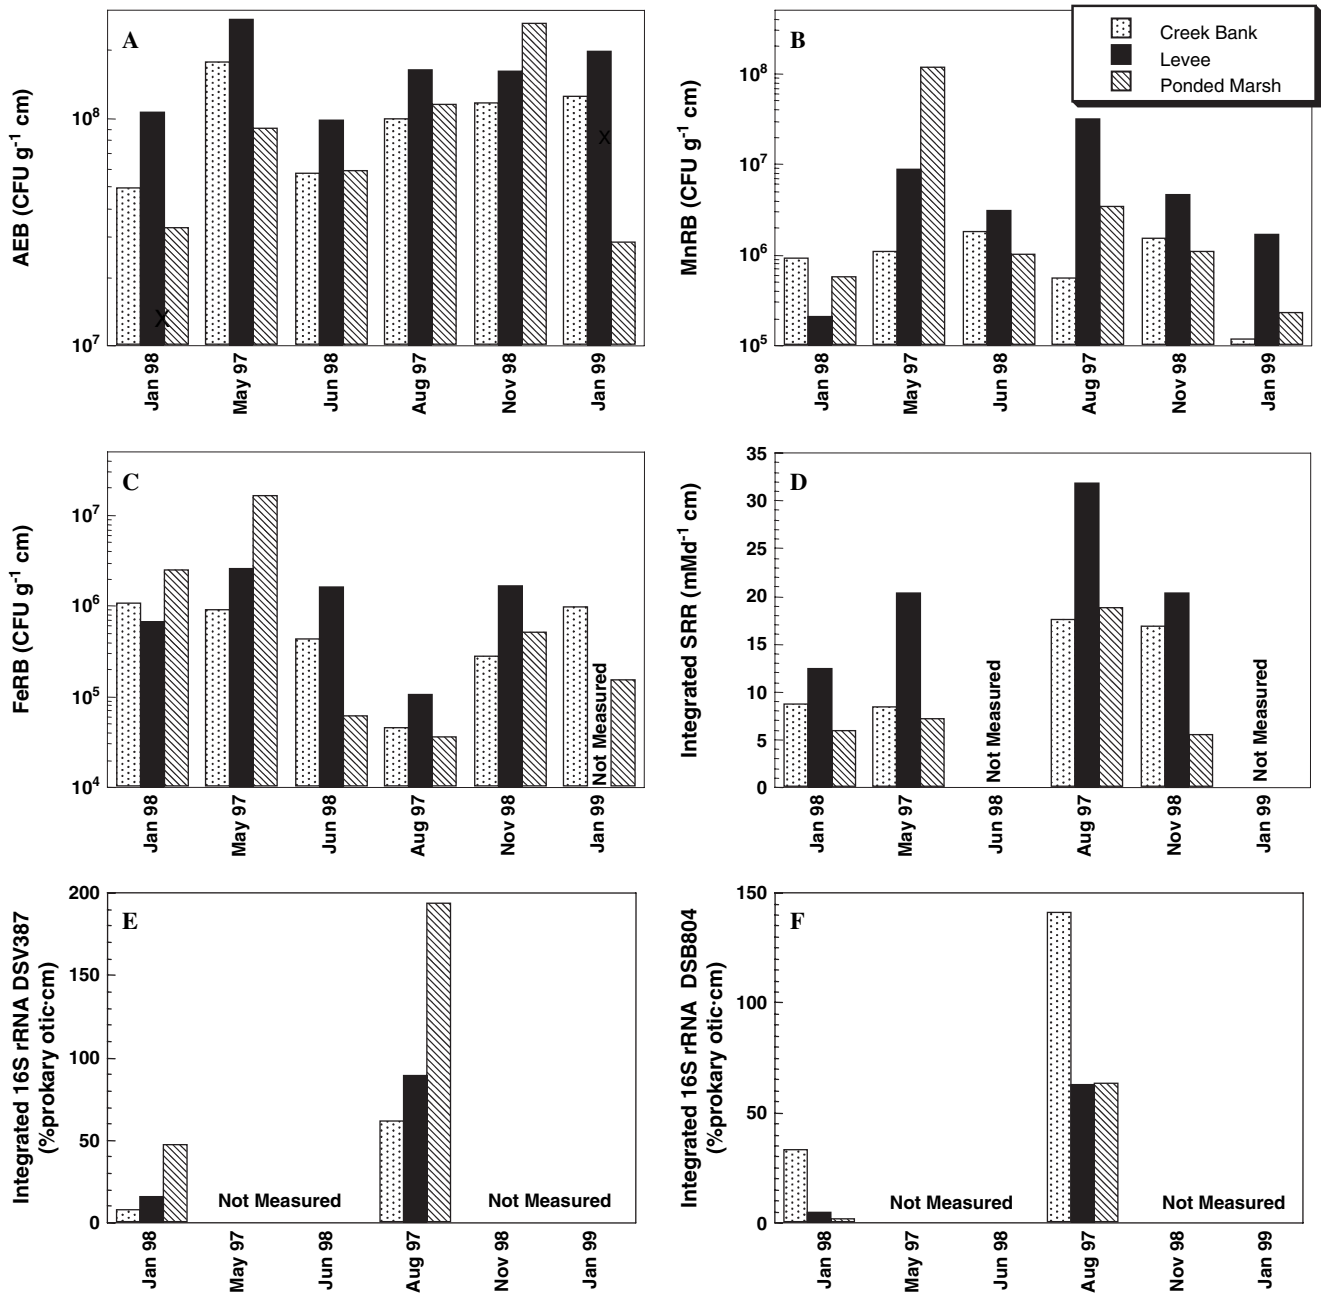 A
AEB (CFU g-1 cm)
10^8
10^7
X
X
Jan 98
May 97
Jun 98
Aug 97
Nov 98
Jan 99
B
Creek Bank
Levee
Ponded Marsh
MnRB (CFU g-1 cm)
10^8
10^7
10^6
10^5
Jan 98
May 97
Jun 98
Aug 97
Nov 98
Jan 99
C
FeRB (CFU g-1 cm)
10^7
10^6
10^5
10^4
Not Measured
Jan 98
May 97
Jun 98
Aug 97
Nov 98
Jan 99
D
Integrated SRR (mMd-1 cm)
35
30
25
20
15
10
5
0
Not Measured
Not Measured
Jan 98
May 97
Jun 98
Aug 97
Nov 98
Jan 99
E
Integrated 16S rRNA DSV387
(%prokary otic·cm)
200
150
100
50
0
Not Measured
Not Measured
Jan 98
May 97
Jun 98
Aug 97
Nov 98
Jan 99
F
Integrated 16S rRNA DSB804
(%prokary otic·cm)
150
100
50
0
Not Measured
Not Measured
Jan 98
May 97
Jun 98
Aug 97
Nov 98
Jan 99